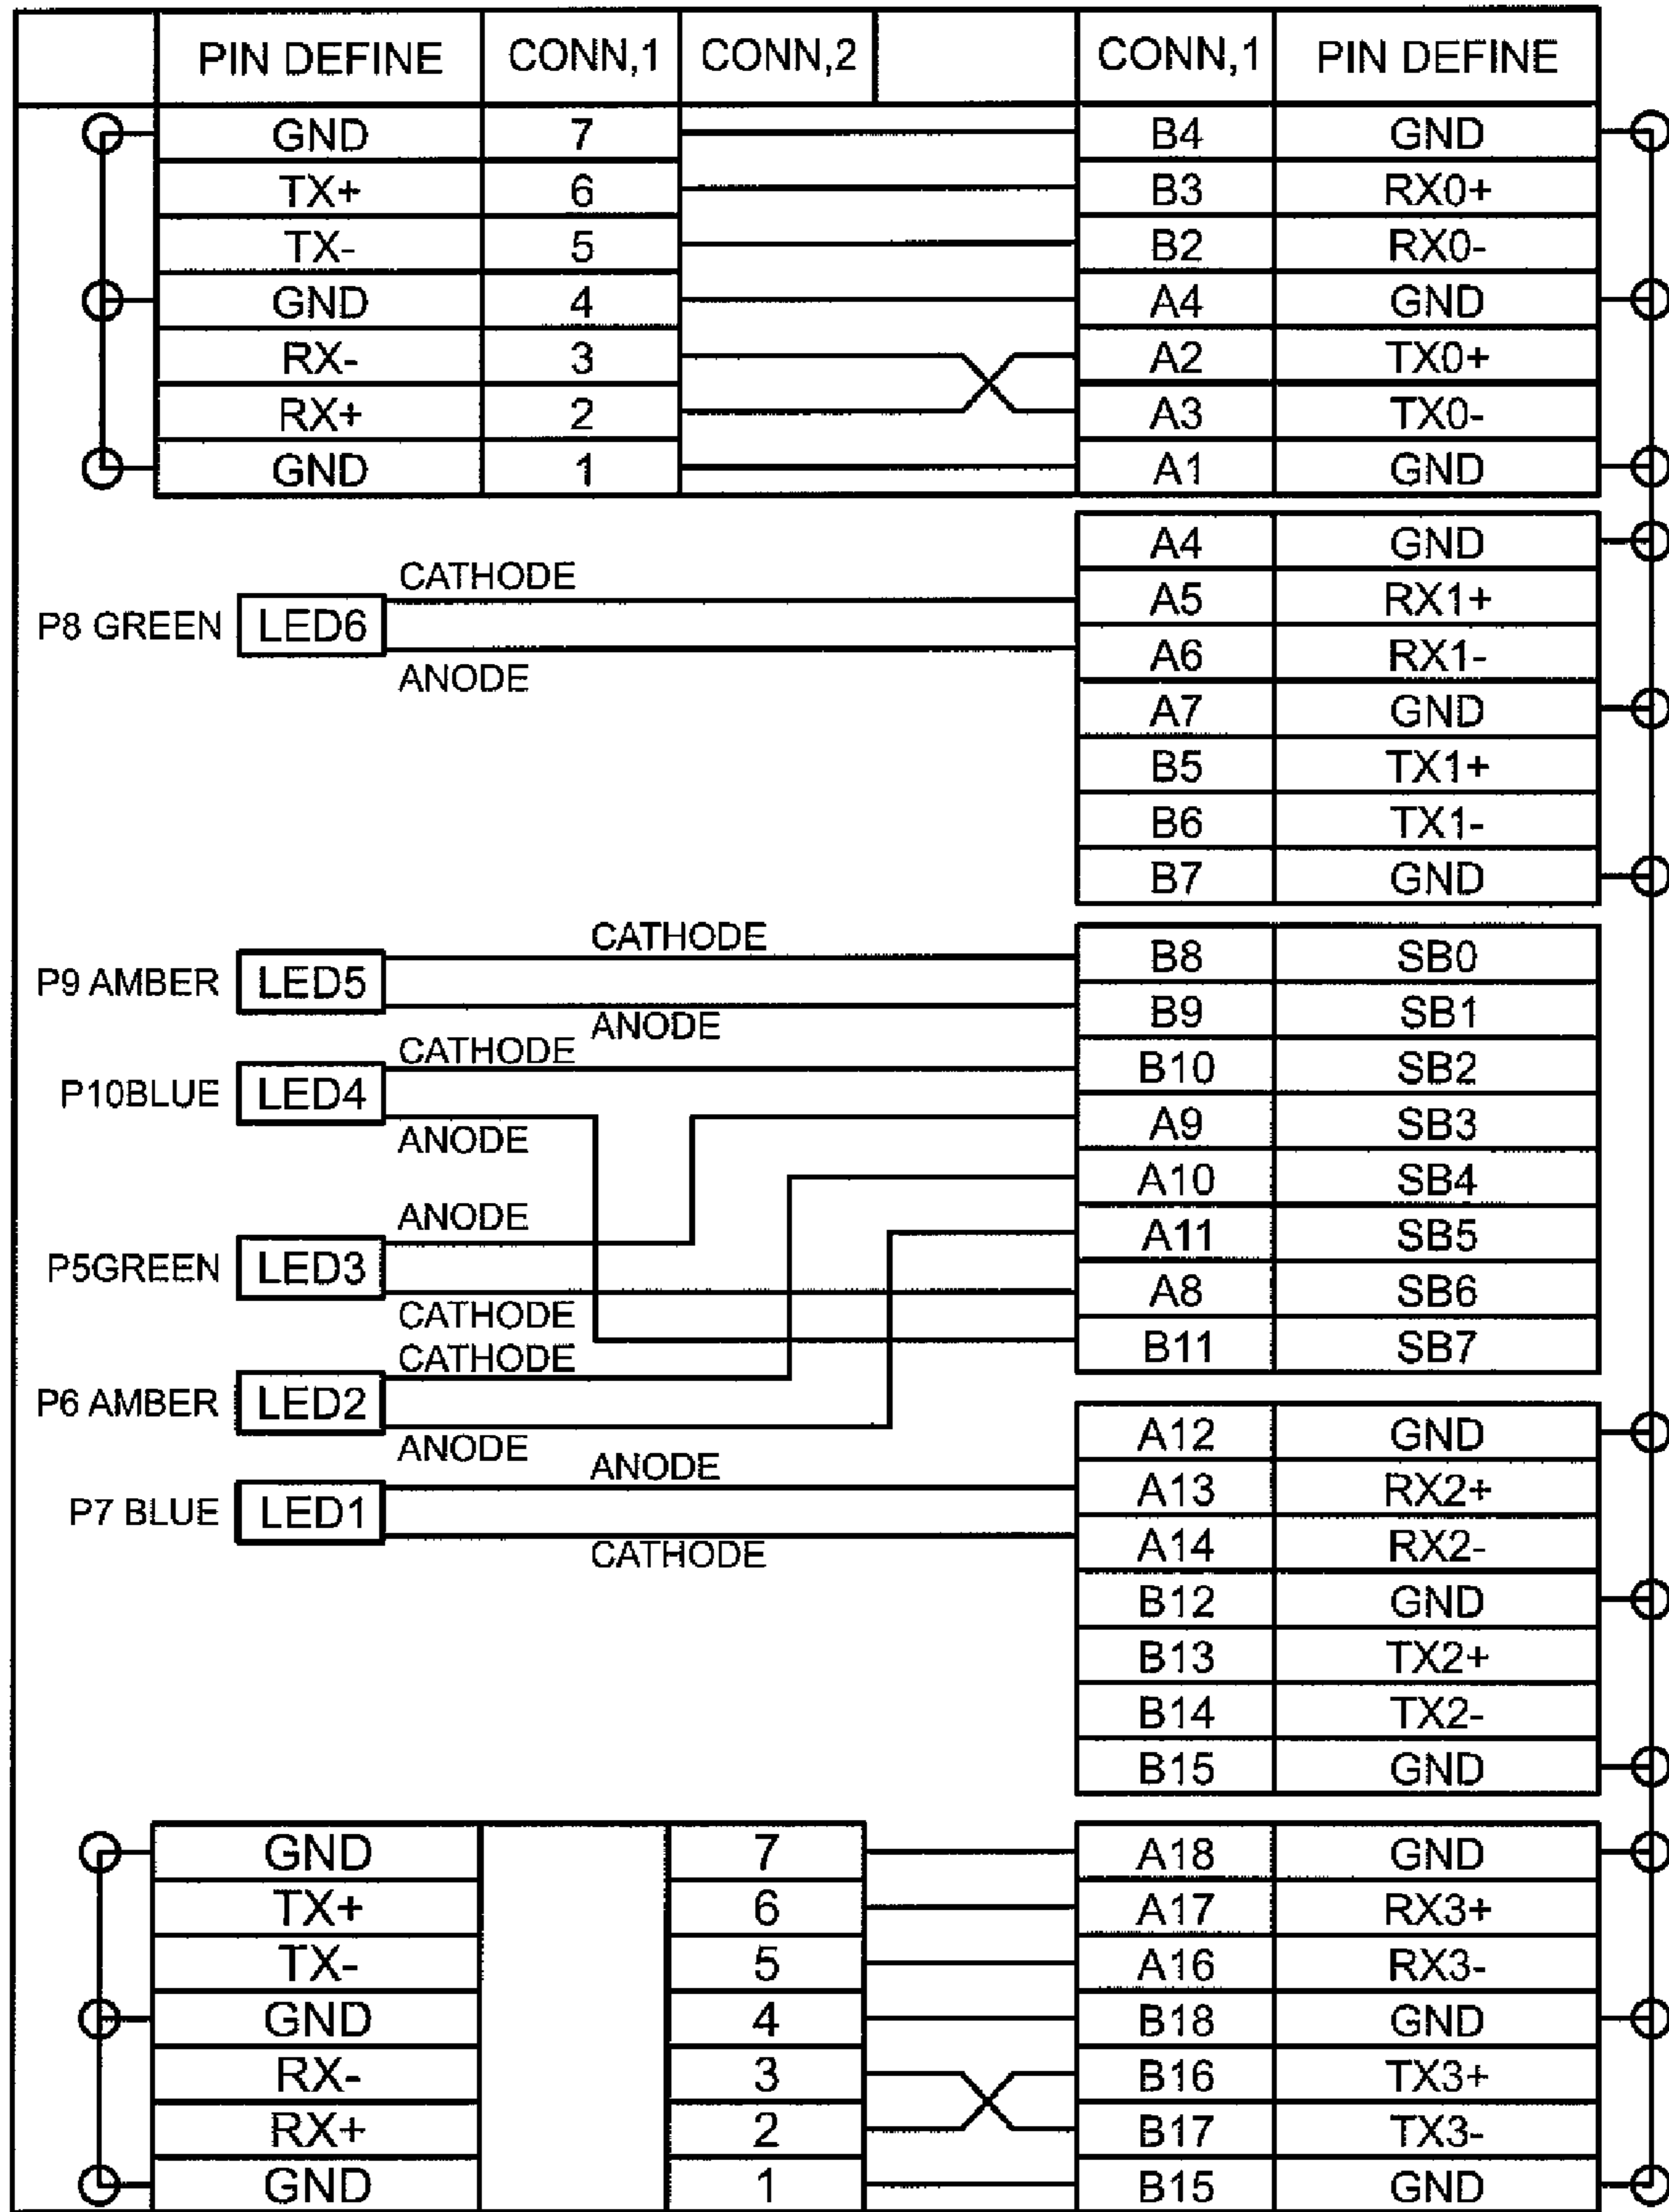 PIN DEFINE CONN,1 CONN,2 CONN,1 PIN DEFINE
GND 7 B4 GND
TX+ 6 B3 RX0+
TX- 5 B2 RX0-
GND 4 A4 GND
RX- 3 A2 TX0+
RX+ 2 A3 TX0-
GND 1 A1 GND
A4 GND
CATHODE
P8 GREEN LED6 A5 RX1+
A6 RX1-
ANODE
A7 GND
B5 TX1+
B6 TX1-
B7 GND
CATHODE
P9 AMBER LED5 B8 SB0
B9 SB1
ANODE
CATHODE
P10BLUE LED4 B10 SB2
A9 SB3
ANODE
A10 SB4
ANODE
A11 SB5
P5GREEN LED3 A8 SB6
CATHODE
B11 SB7
CATHODE
P6 AMBER LED2
A12 GND
ANODE
ANODE
P7 BLUE LED1 A13 RX2+
A14 RX2-
CATHODE
B12 GND
B13 TX2+
B14 TX2-
B15 GND
GND 7 A18 GND
TX+ 6 A17 RX3+
TX- 5 A16 RX3-
GND 4 B18 GND
RX- 3 B16 TX3+
RX+ 2 B17 TX3-
GND 1 B15 GND